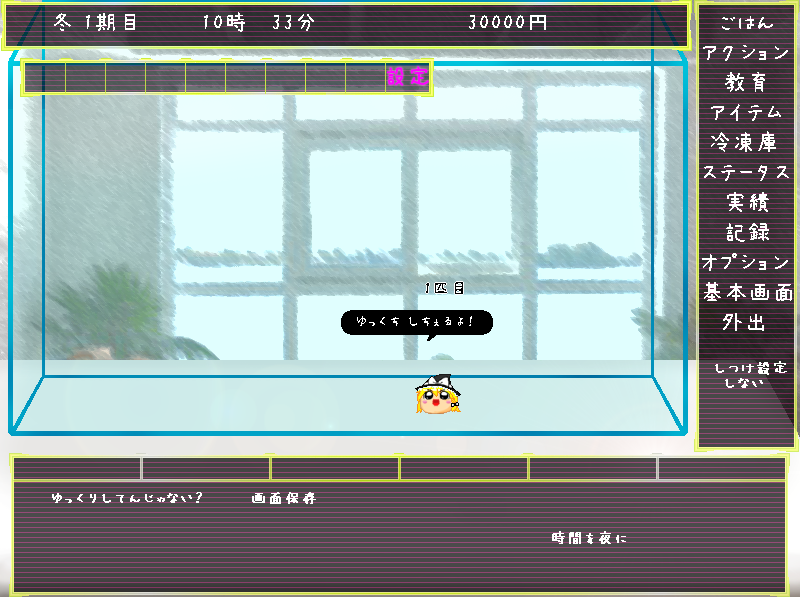 冬 1期目 10時 33分 30000円
設定
ごはん
アクション
教育
アイテム
冷凍庫
ステータス
実績
記録
オプション
基本画面
外出
しつけ設定
しない
1匹目
ゆっくち しちぇるよ!
ゆっくりしてんじゃない? 画面保存
時間を夜に